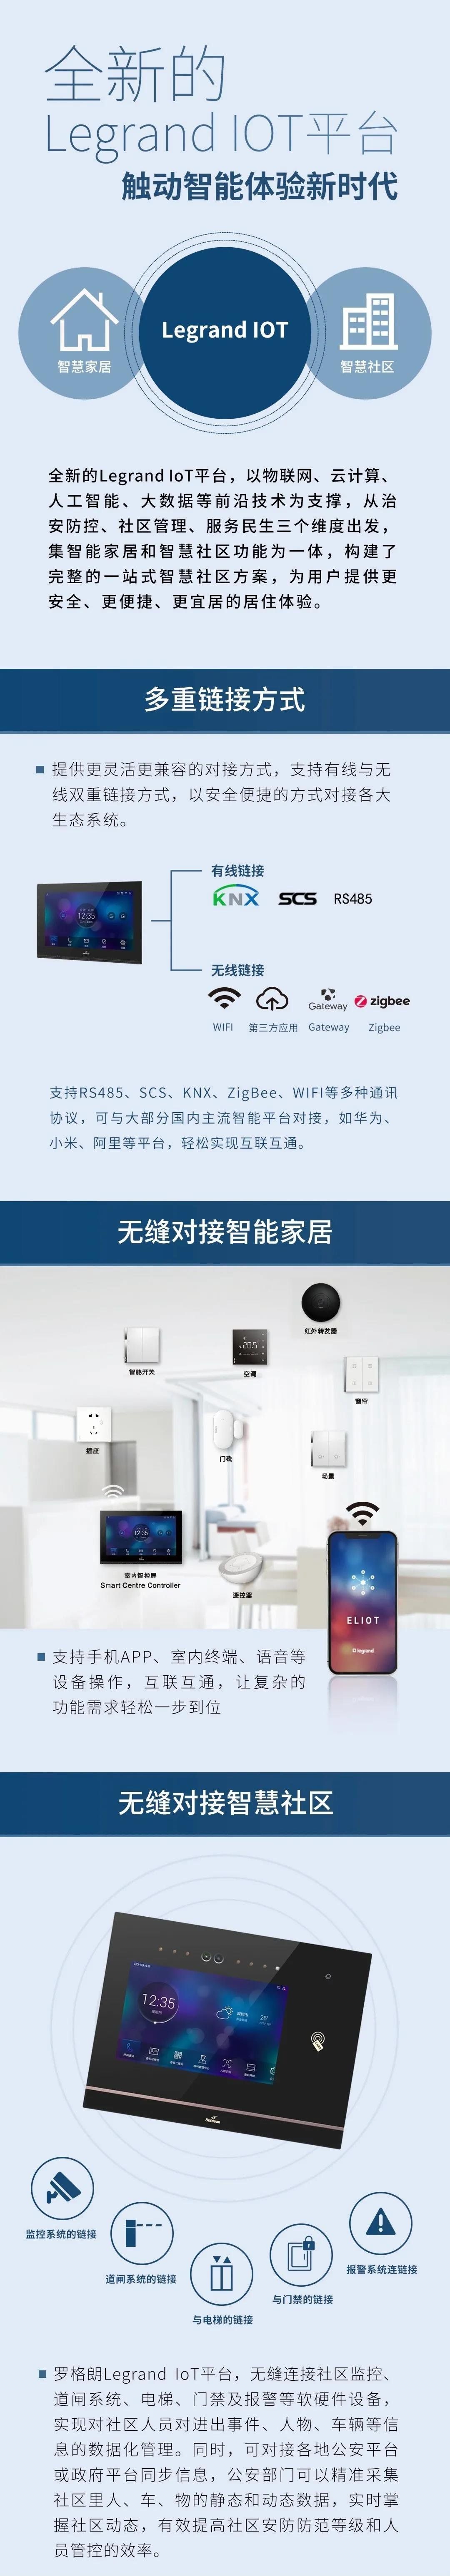 全新的
Legrand IOT平台
触动智能体验新时代
智慧家居
Legrand IOT
智慧社区
全新的Legrand IoT平台，以物联网、云计算、
人工智能、大数据等前沿技术为支撑，从治
安防控、社区管理、服务民生三个维度出发，
集智能家居和智慧社区功能为一体，构建了
完整的一站式智慧社区方案，为用户提供更
安全、更便捷、更宜居的居住体验。
多重链接方式
提供更灵活更兼容的对接方式，支持有线与无
线双重链接方式，以安全便捷的方式对接各大
生态系统。
12:35
有线链接
KNX SCS RS485
无线链接
Gateway zigbee
WIFI 第三方应用 Gateway Zigbee
支持RS485、SCS、KNX、ZigBee、WIFI等多种通讯
协议，可与大部分国内主流智能平台对接，如华为、
小米、阿里等平台，轻松实现互联互通。
无缝对接智能家居
红外转发器
智能开关
28.5°
空调
窗帘
插座
门磁
场景
12:35
室内智控屏
Smart Centre Controller
遥控器
ELIOT
legrand
支持手机APP、室内终端、语音等
设备操作，互联互通，让复杂的
功能需求轻松一步到位
无缝对接智慧社区
12:35
26°
监控系统的链接
道闸系统的链接
与电梯的链接
与门禁的链接
报警系统连链接
罗格朗Legrand IoT平台，无缝连接社区监控、
道闸系统、电梯、门禁及报警等软硬件设备，
实现对社区人员对进出事件、人物、车辆等信
息的数据化管理。同时，可对接各地公安平台
或政府平台同步信息，公安部门可以精准采集
社区里人、车、物的静态和动态数据，实时掌
握社区动态，有效提高社区安防防范等级和人
员管控的效率。